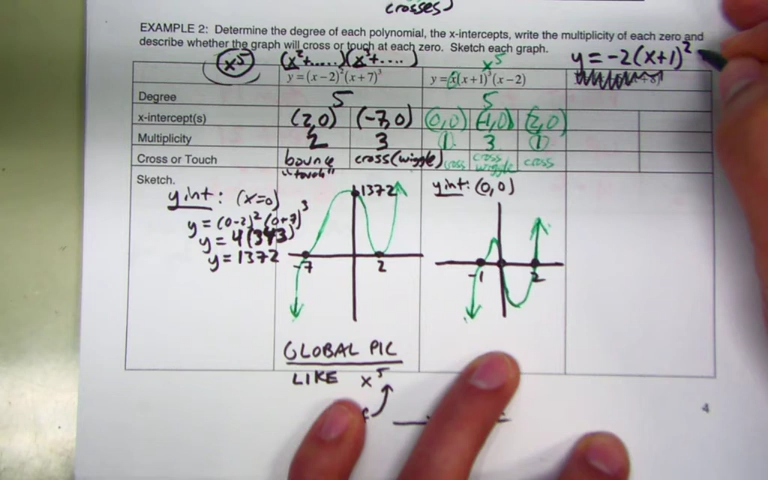 crosses)
EXAMPLE 2: Determine the degree of each polynomial, the x-intercepts, write the multiplicity of each zero and
describe whether the graph will cross or touch at each zero. Sketch each graph.
x⁵ (x²+.....)(x³+....) x⁵ y=-2(x+1)²
y=(x-2)²(x+7)³ y=x(x+1)³(x-2)
Degree 5 5
x-intercept(s) (2,0) (-7,0) (0,0) (-1,0) (2,0)
Multiplicity 2 3 1 3 1
Cross or Touch bounce "touch" cross(wiggle) cross cross wiggle cross
Sketch.
yint: (x=0) 1372 yint: (0,0)
y=(0-2)²(0+7)³
y=4(343)
y=1372
-7 2 -1 2
GLOBAL PIC
LIKE x⁵
4